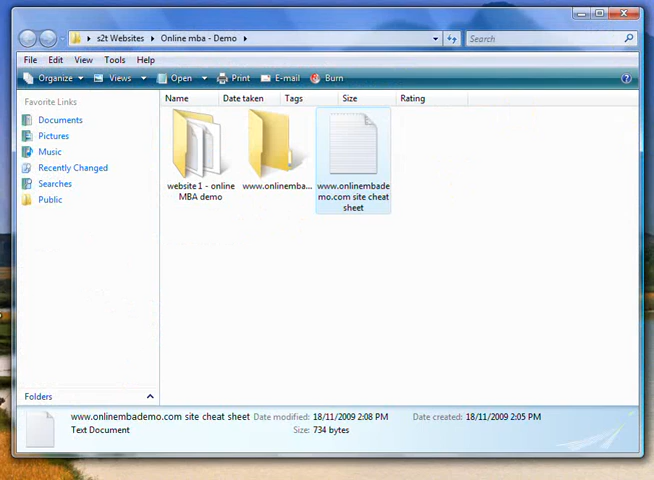 s2t Websites Online mba - Demo Search
File Edit View Tools Help
Organize Views Open Print E-mail Burn
Favorite Links
Documents
Pictures
Music
Recently Changed
Searches
Public
Folders
Name Date taken Tags Size Rating
website 1 - online
MBA demo
www.onlinemba...
www.onlinembade
mo.com site cheat
sheet
www.onlinembademo.com site cheat sheet Date modified: 18/11/2009 2:08 PM Date created: 18/11/2009 2:05 PM
Text Document Size: 734 bytes